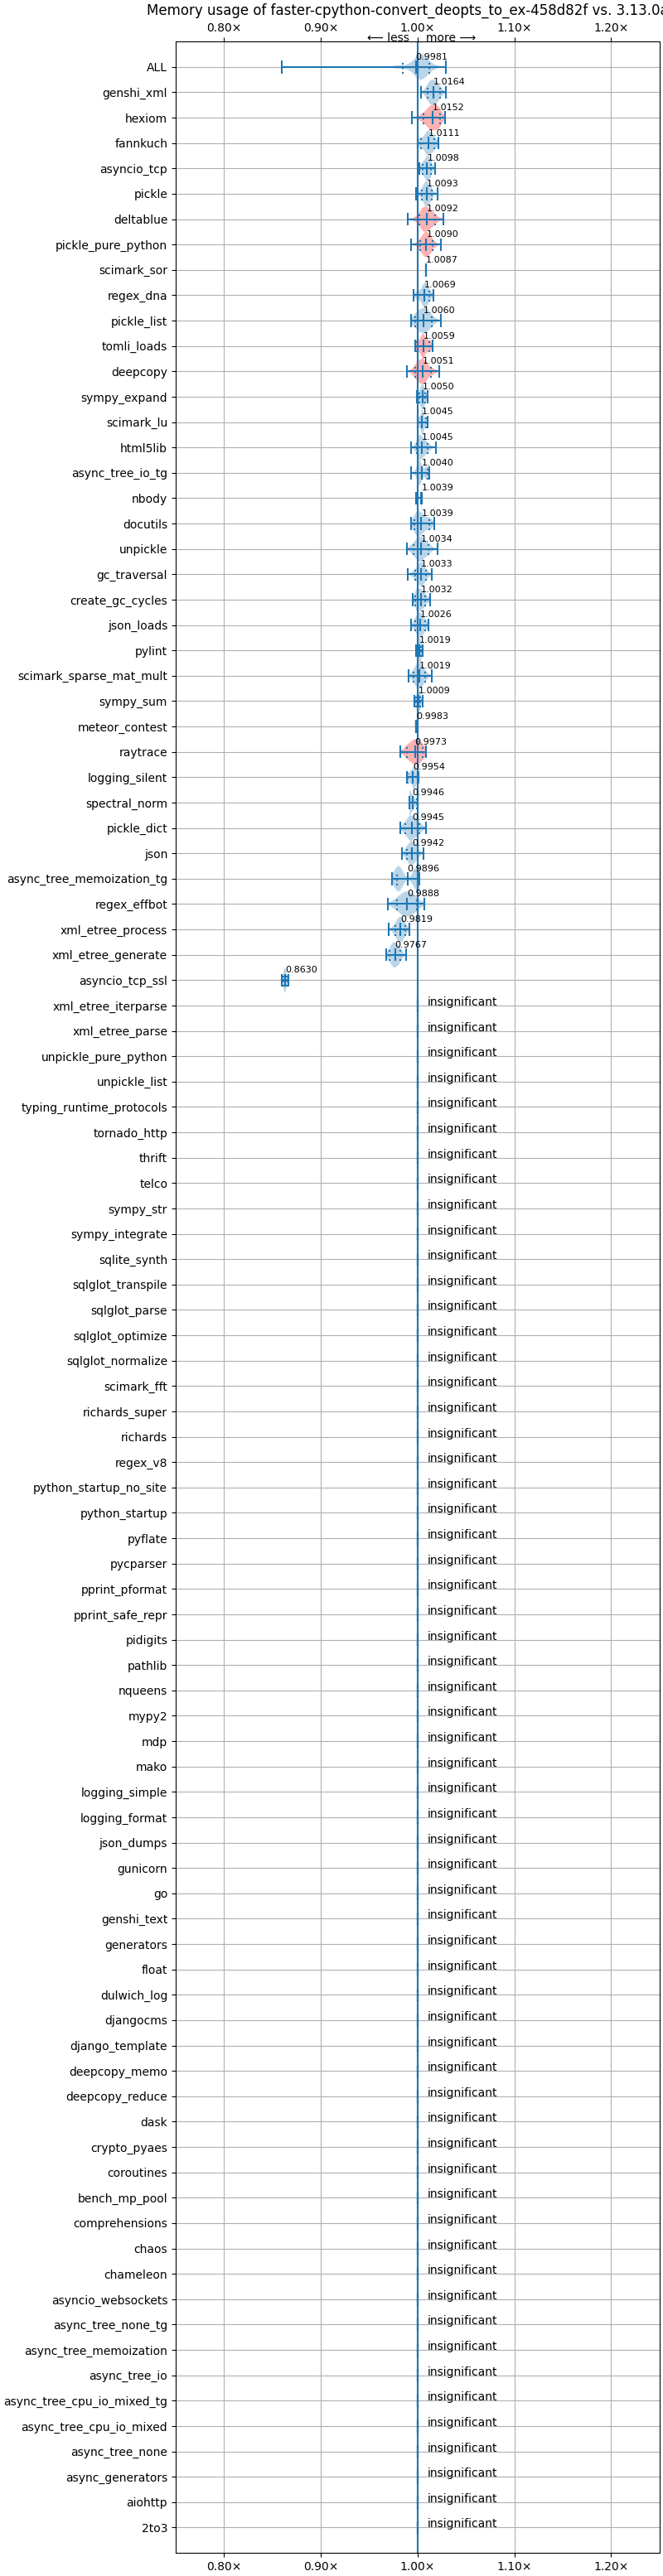 Memory usage of faster-cpython-convert_deopts_to_ex-458d82f vs. 3.13.0a
0.80× 0.90× 1.00× 1.10× 1.20×
⟵ less more ⟶
ALL 0.9981
genshi_xml 1.0164
hexiom 1.0152
fannkuch 1.0111
asyncio_tcp 1.0098
pickle 1.0093
deltablue 1.0092
pickle_pure_python 1.0090
scimark_sor 1.0087
regex_dna 1.0069
pickle_list 1.0060
tomli_loads 1.0059
deepcopy 1.0051
sympy_expand 1.0050
scimark_lu 1.0045
html5lib 1.0045
async_tree_io_tg 1.0040
nbody 1.0039
docutils 1.0039
unpickle 1.0034
gc_traversal 1.0033
create_gc_cycles 1.0032
json_loads 1.0026
pylint 1.0019
scimark_sparse_mat_mult 1.0019
sympy_sum 1.0009
meteor_contest 0.9983
raytrace 0.9973
logging_silent 0.9954
spectral_norm 0.9946
pickle_dict 0.9945
json 0.9942
async_tree_memoization_tg 0.9896
regex_effbot 0.9888
xml_etree_process 0.9819
xml_etree_generate 0.9767
asyncio_tcp_ssl 0.8630
xml_etree_iterparse insignificant
xml_etree_parse insignificant
unpickle_pure_python insignificant
unpickle_list insignificant
typing_runtime_protocols insignificant
tornado_http insignificant
thrift insignificant
telco insignificant
sympy_str insignificant
sympy_integrate insignificant
sqlite_synth insignificant
sqlglot_transpile insignificant
sqlglot_parse insignificant
sqlglot_optimize insignificant
sqlglot_normalize insignificant
scimark_fft insignificant
richards_super insignificant
richards insignificant
regex_v8 insignificant
python_startup_no_site insignificant
python_startup insignificant
pyflate insignificant
pycparser insignificant
pprint_pformat insignificant
pprint_safe_repr insignificant
pidigits insignificant
pathlib insignificant
nqueens insignificant
mypy2 insignificant
mdp insignificant
mako insignificant
logging_simple insignificant
logging_format insignificant
json_dumps insignificant
gunicorn insignificant
go insignificant
genshi_text insignificant
generators insignificant
float insignificant
dulwich_log insignificant
djangocms insignificant
django_template insignificant
deepcopy_memo insignificant
deepcopy_reduce insignificant
dask insignificant
crypto_pyaes insignificant
coroutines insignificant
bench_mp_pool insignificant
comprehensions insignificant
chaos insignificant
chameleon insignificant
asyncio_websockets insignificant
async_tree_none_tg insignificant
async_tree_memoization insignificant
async_tree_io insignificant
async_tree_cpu_io_mixed_tg insignificant
async_tree_cpu_io_mixed insignificant
async_tree_none insignificant
async_generators insignificant
aiohttp insignificant
2to3 insignificant
0.80× 0.90× 1.00× 1.10× 1.20×